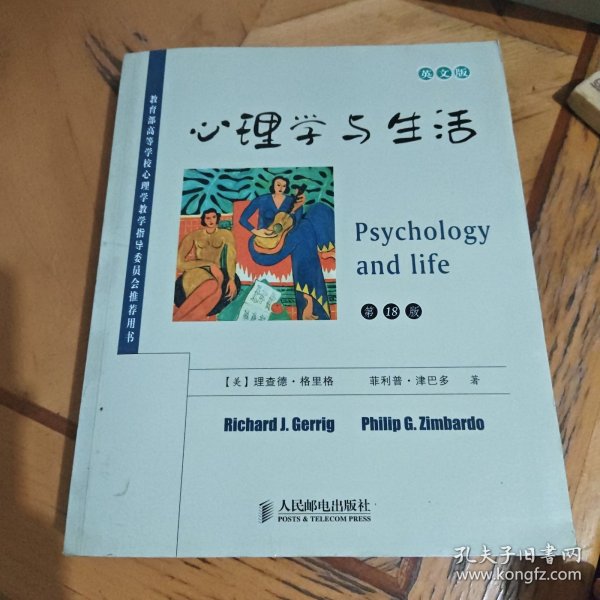 英文版
心理学与生活
教育部高等学校心理学教学指导委员会推荐用书
Psychology
and life
第18版
【美】理查德·格里格 菲利普·津巴多 著
Richard J. Gerrig Philip G. Zimbardo
人民邮电出版社
POSTS & TELECOM PRESS
孔夫子旧书网
www.kongfz.com